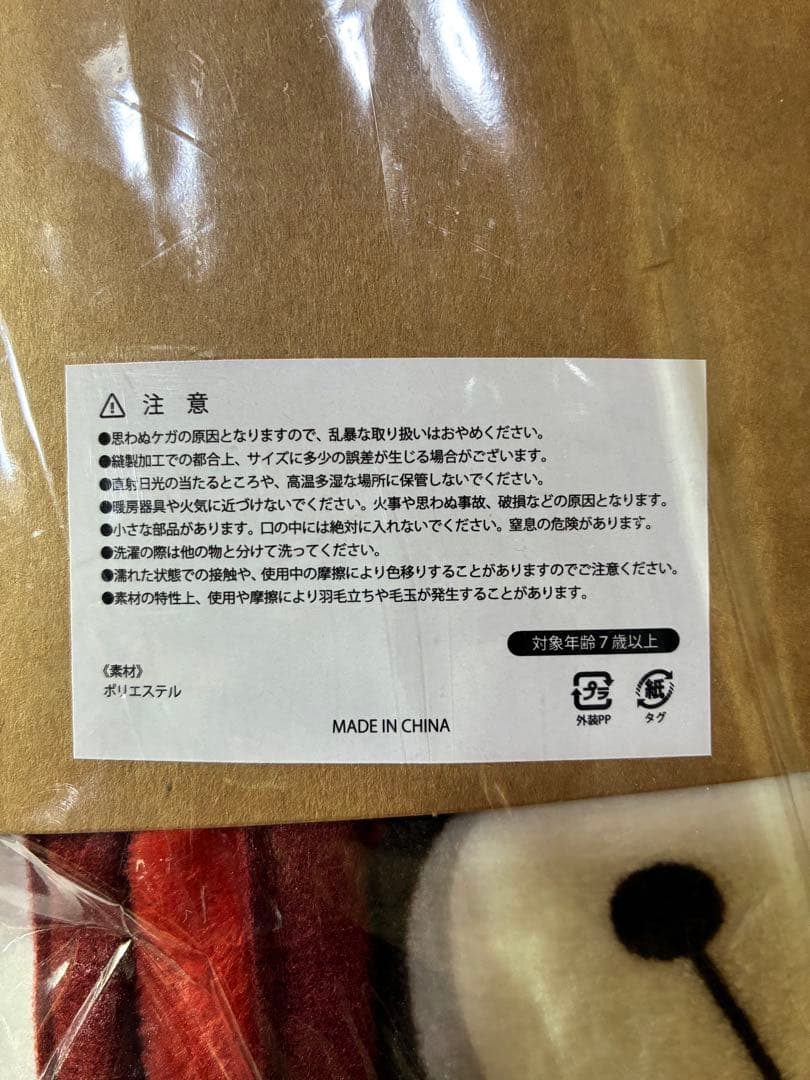 注意
●思わぬケガの原因となりますので、乱暴な取り扱いはおやめください。
●縫製加工での都合上、サイズに多少の誤差が生じる場合がございます。
●直射日光の当たるところや、高温多湿な場所に保管しないでください。
●暖房器具や火気に近づけないでください。火事や思わぬ事故、破損などの原因となります。
●小さな部品があります。口の中には絶対に入れないでください。窒息の危険があります。
●洗濯の際は他の物と分けて洗ってください。
●濡れた状態での接触や、使用中の摩擦により色移りすることがありますのでご注意ください。
●素材の特性上、使用や摩擦により羽毛立ちや毛玉が発生することがあります。
対象年齢7歳以上
《素材》
ポリエステル
プラ
紙
外装PP
タグ
MADE IN CHINA